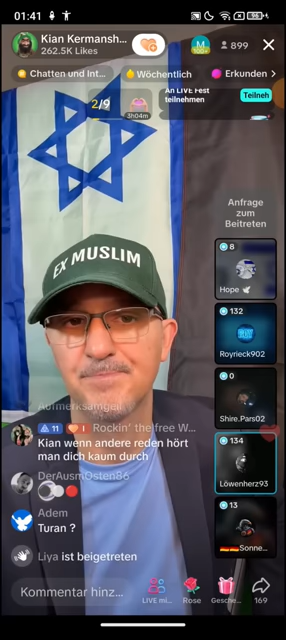 01:41
Kian Kermansh...
262.5K Likes
899
Chatten und Int...
Wöchentlich
Erkunden
2/9
3h04m
An LIVE Fest
teilnehmen
Teilneh
Anfrage
zum
Beitreten
8
Hope
132
Royrieck902
0
Shire.Pars02
134
Löwenherz93
13
Sonne...
EX MUSLIM
Aufmerksamkeit
11 1 Rockin' the free W...
Kian wenn andere reden hört
man dich kaum durch
DerAusmOsten86
Adem
Turan ?
Liya ist beigetreten
Kommentar hinz...
LIVE mi...
Rose
Gesche...
169